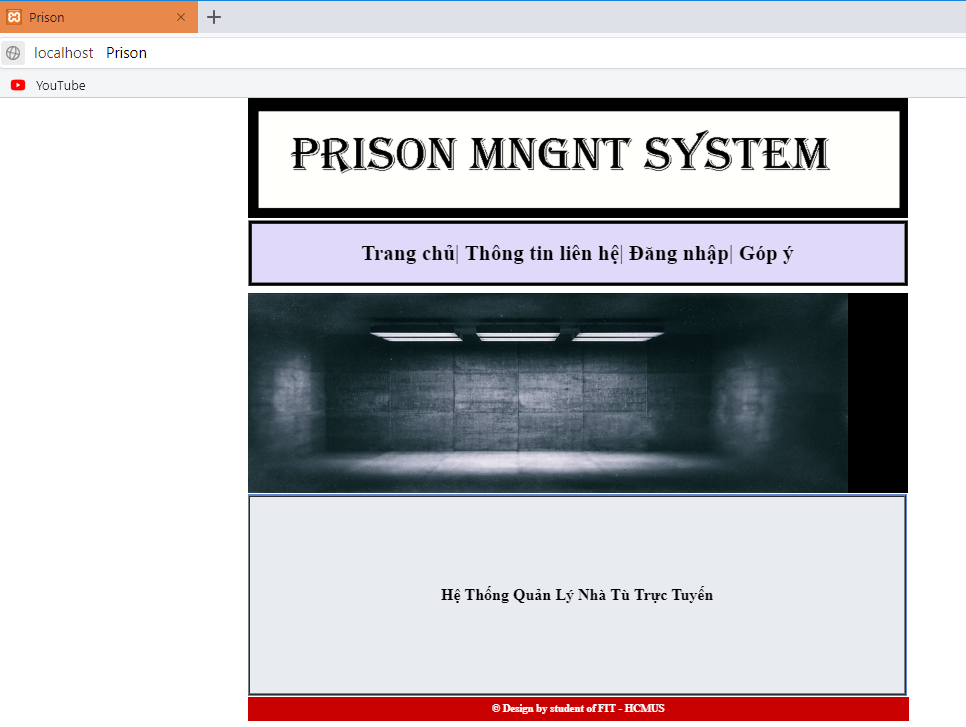 Prison
localhost Prison
YouTube
PRISON MNGNT SYSTEM
Trang chủ| Thông tin liên hệ| Đăng nhập| Góp ý
Hệ Thống Quản Lý Nhà Tù Trực Tuyến
© Design by student of FIT - HCMUS